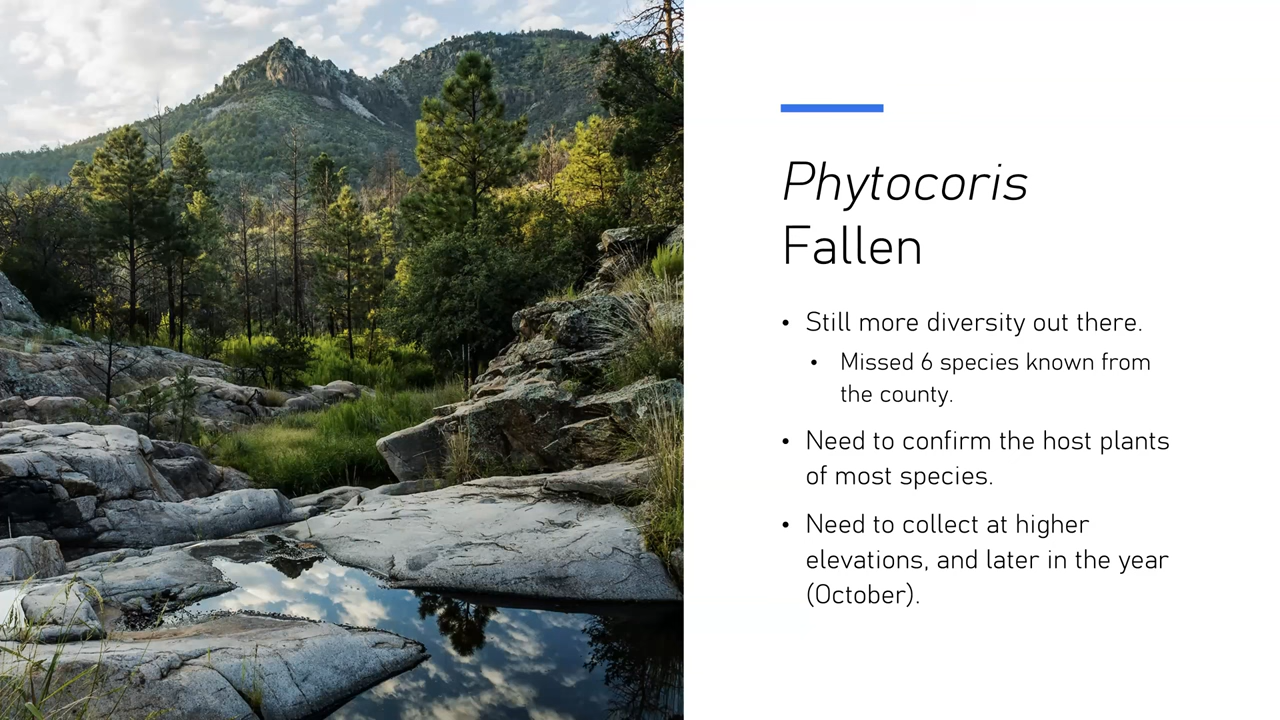 Phytocoris
Fallen
• Still more diversity out there.
• Missed 6 species known from
the county.
• Need to confirm the host plants
of most species.
• Need to collect at higher
elevations, and later in the year
(October).